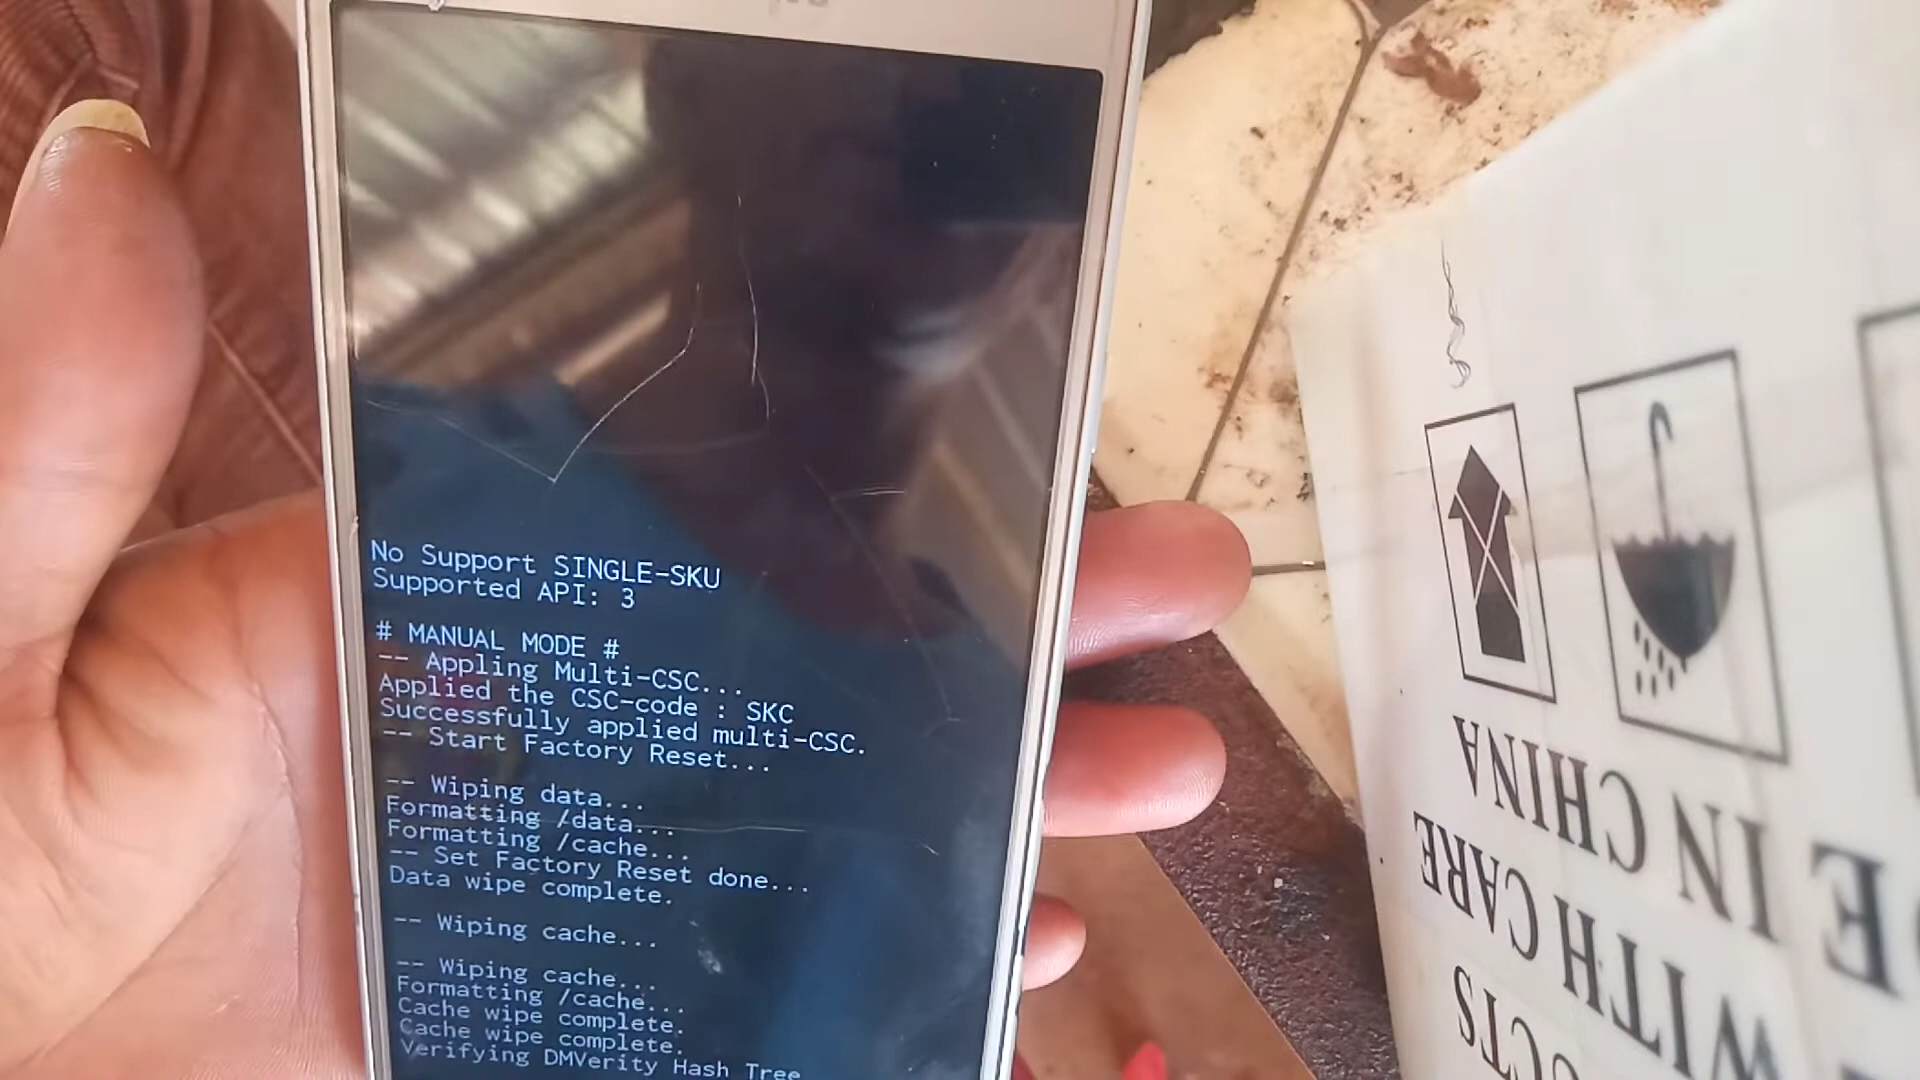 No Support SINGLE-SKU
Supported API: 3
# MANUAL MODE #
-- Appling Multi-CSC...
Applied the CSC-code : SKC
Successfully applied multi-CSC.
-- Start Factory Reset...
-- Wiping data...
Formatting /data...
Formatting /cache...
-- Set Factory Reset done...
Data wipe complete.
-- Wiping cache...
-- Wiping cache...
Formatting /cache...
Cache wipe complete.
Cache wipe complete.
Verifying DMVerity Hash Tree
CTS
WITH CARE
E IN CHINA